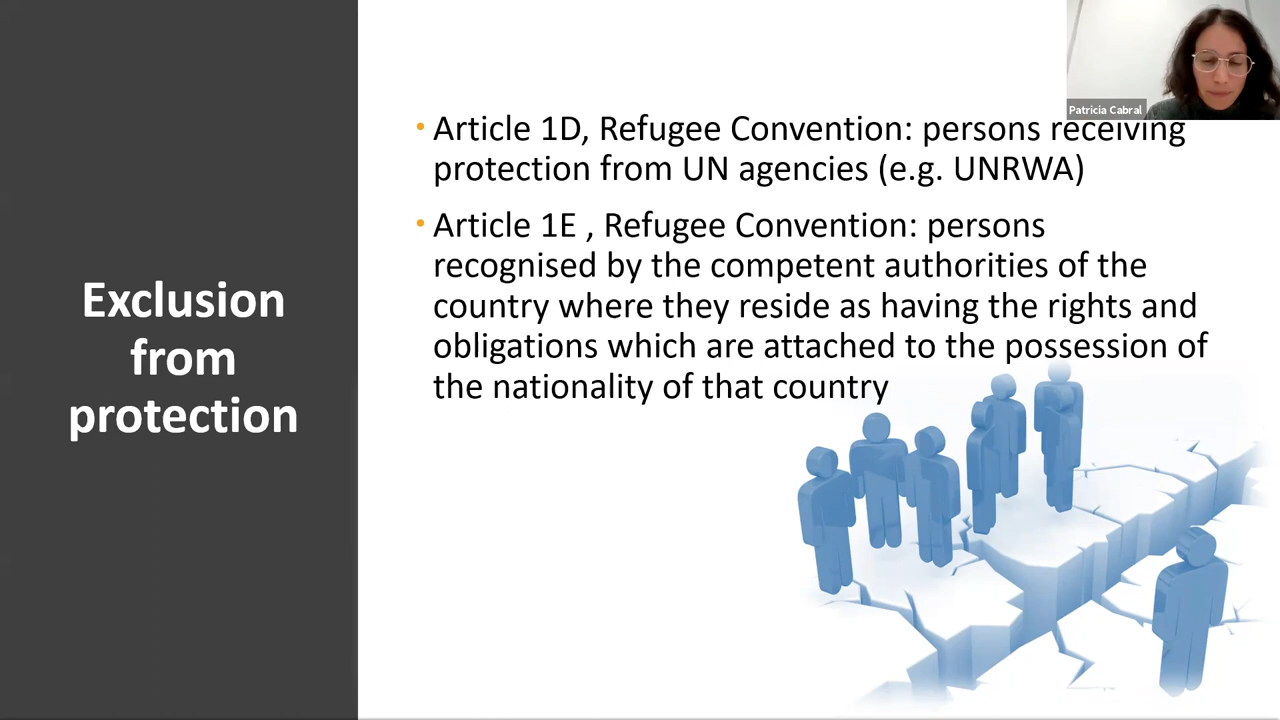 Exclusion
from
protection
• Article 1D, Refugee Convention: persons receiving
protection from UN agencies (e.g. UNRWA)
• Article 1E , Refugee Convention: persons
recognised by the competent authorities of the
country where they reside as having the rights and
obligations which are attached to the possession of
the nationality of that country
Patricia Cabral